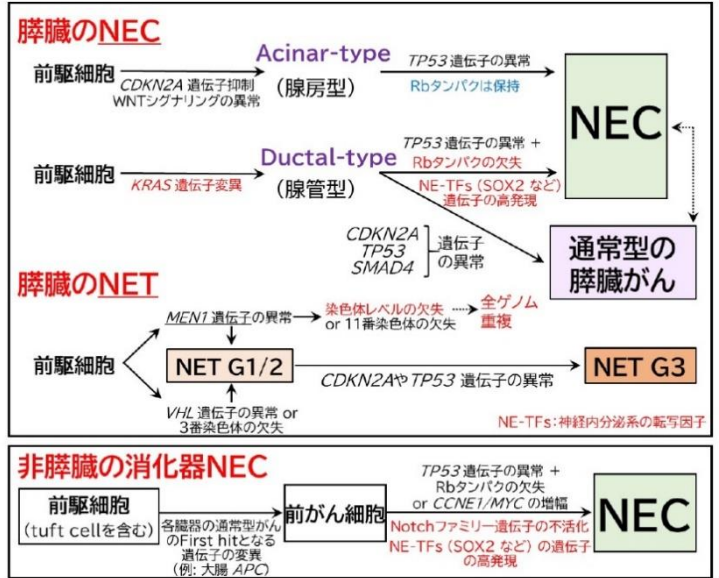 膵臓のNEC
前駆細胞
CDKN2A 遺伝子抑制
WNTシグナリングの異常
Acinar-type
(腺房型)
TP53 遺伝子の異常
Rbタンパクは保持
NEC
前駆細胞
KRAS 遺伝子変異
Ductal-type
(腺管型)
TP53 遺伝子の異常 +
Rbタンパクの欠失
NE-TFs (SOX2 など)
遺伝子の高発現
CDKN2A
TP53
SMAD4
遺伝子
の異常
通常型の
膵臓がん
膵臓のNET
前駆細胞
MEN1 遺伝子の異常
染色体レベルの欠失
or 11番染色体の欠失
全ゲノム
重複
NET G1/2
CDKN2AやTP53 遺伝子の異常
NET G3
VHL 遺伝子の異常 or
3番染色体の欠失
NE-TFs:神経内分泌系の転写因子
非膵臓の消化器NEC
前駆細胞
(tuft cellを含む)
各臓器の通常型がん
のFirst hitとなる
遺伝子の変異
(例: 大腸 APC)
前がん細胞
TP53 遺伝子の異常 +
Rbタンパクの欠失
or CCNE1/MYC の増幅
Notchファミリー遺伝子の不活化
NE-TFs (SOX2 など) の遺伝子
の高発現
NEC